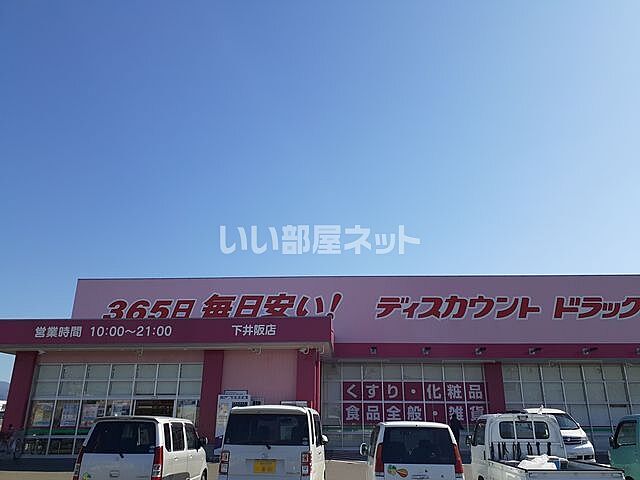 いい部屋ネット
365日 毎日安い! ディスカウント ドラッグ
営業時間 10:00～21:00 下井阪店
くすり・化粧品
食品全般・雑貨